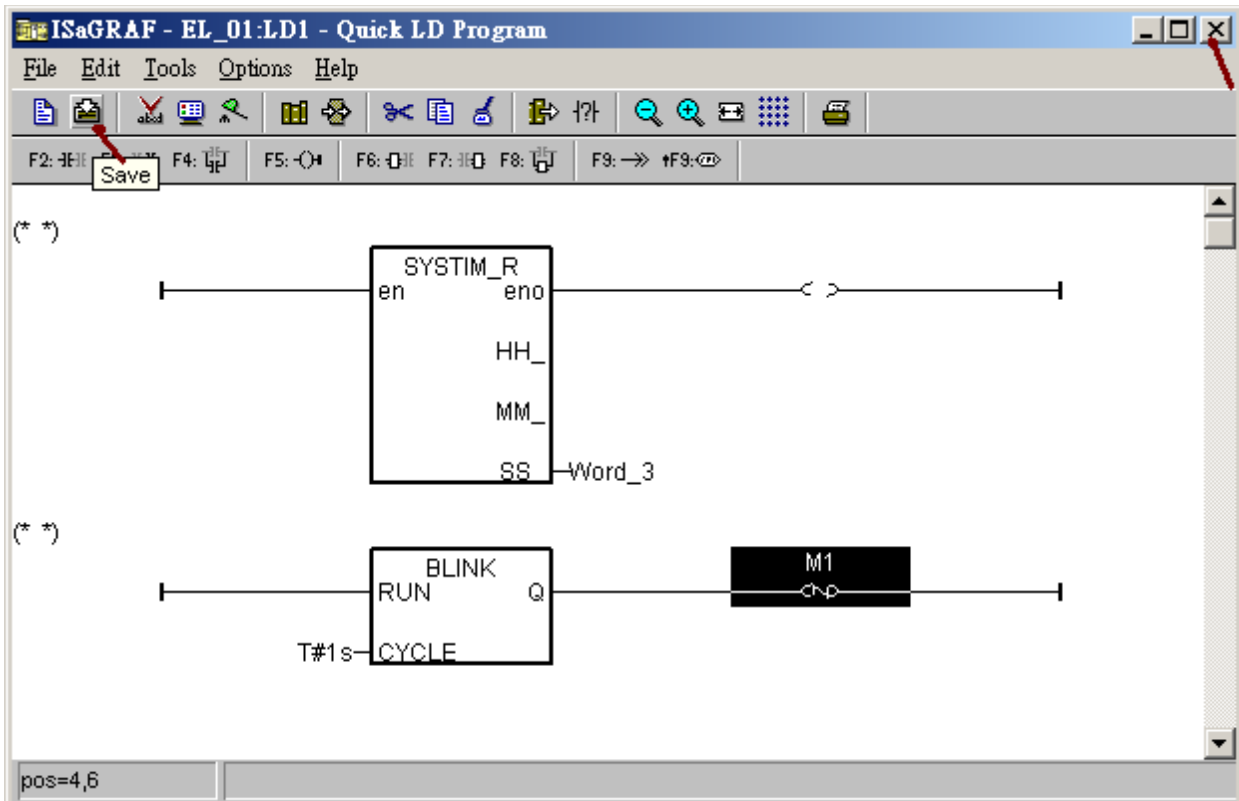 ISaGRAF - EL_01:LD1 - Quick LD Program
File Edit Tools Options Help
F2: F4: F5: F6: F7: F8: F9: F9:
Save
(* *)
SYSTIM_R
en eno
HH_
MM_
SS_ Word_3
(* *)
BLINK M1
RUN Q
T#1s CYCLE
pos=4,6